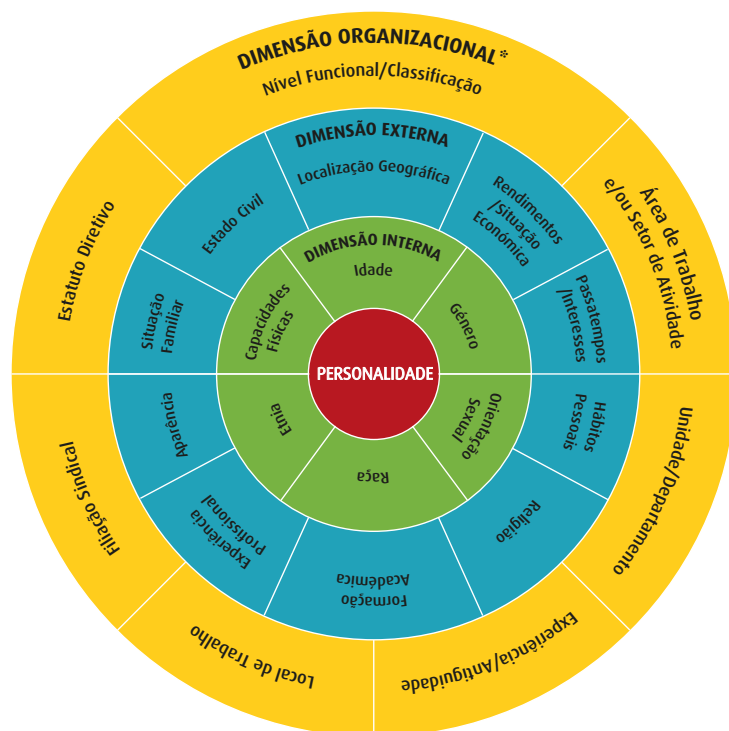 DIMENSÃO ORGANIZACIONAL*
Nível Funcional/Classificação
Área de Trabalho
e/ou Setor de Atividade
Unidade/Departamento
Experiência/Antiguidade
Local de Trabalho
Filiação Sindical
Estatuto Diretivo
DIMENSÃO EXTERNA
Localização Geográfica
Rendimentos
/Situação
Económica
Passatempos
/Interesses
Hábitos
Pessoais
Religião
Formação
Académica
Experiência
Profissional
Aparência
Situação
Familiar
Estado Civil
DIMENSÃO INTERNA
Idade
Género
Orientação
Sexual
Raça
Etnia
Capacidades
Físicas
PERSONALIDADE